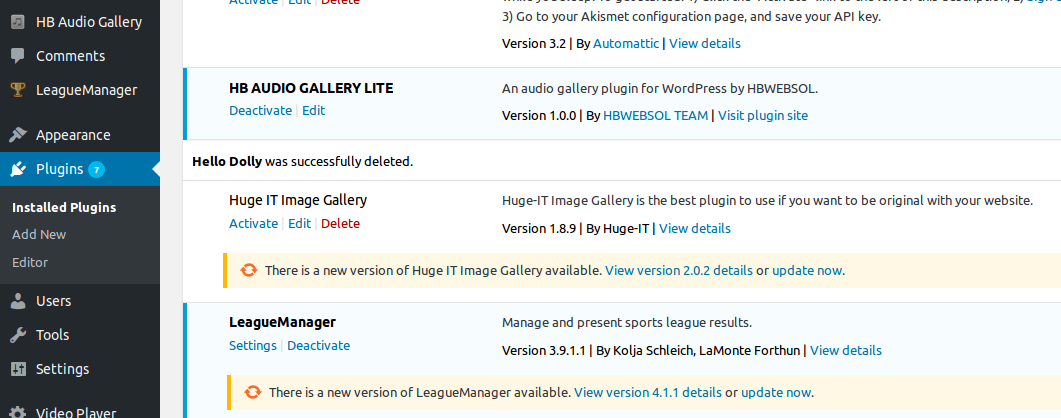 HB Audio Gallery
Comments
LeagueManager
Appearance
Plugins 7
Installed Plugins
Add New
Editor
Users
Tools
Settings
Video Player
Activate | Edit | Delete
3) Go to your Akismet configuration page, and save your API key.
Version 3.2 | By Automattic | View details
HB AUDIO GALLERY LITE
An audio gallery plugin for WordPress by HBWEBSOL.
Deactivate | Edit
Version 1.0.0 | By HBWEBSOL TEAM | Visit plugin site
Hello Dolly was successfully deleted.
Huge IT Image Gallery
Huge-IT Image Gallery is the best plugin to use if you want to be original with your website.
Activate | Edit | Delete
Version 1.8.9 | By Huge-IT | View details
There is a new version of Huge IT Image Gallery available. View version 2.0.2 details or update now.
LeagueManager
Manage and present sports league results.
Settings | Deactivate
Version 3.9.1.1 | By Kolja Schleich, LaMonte Forthun | View details
There is a new version of LeagueManager available. View version 4.1.1 details or update now.